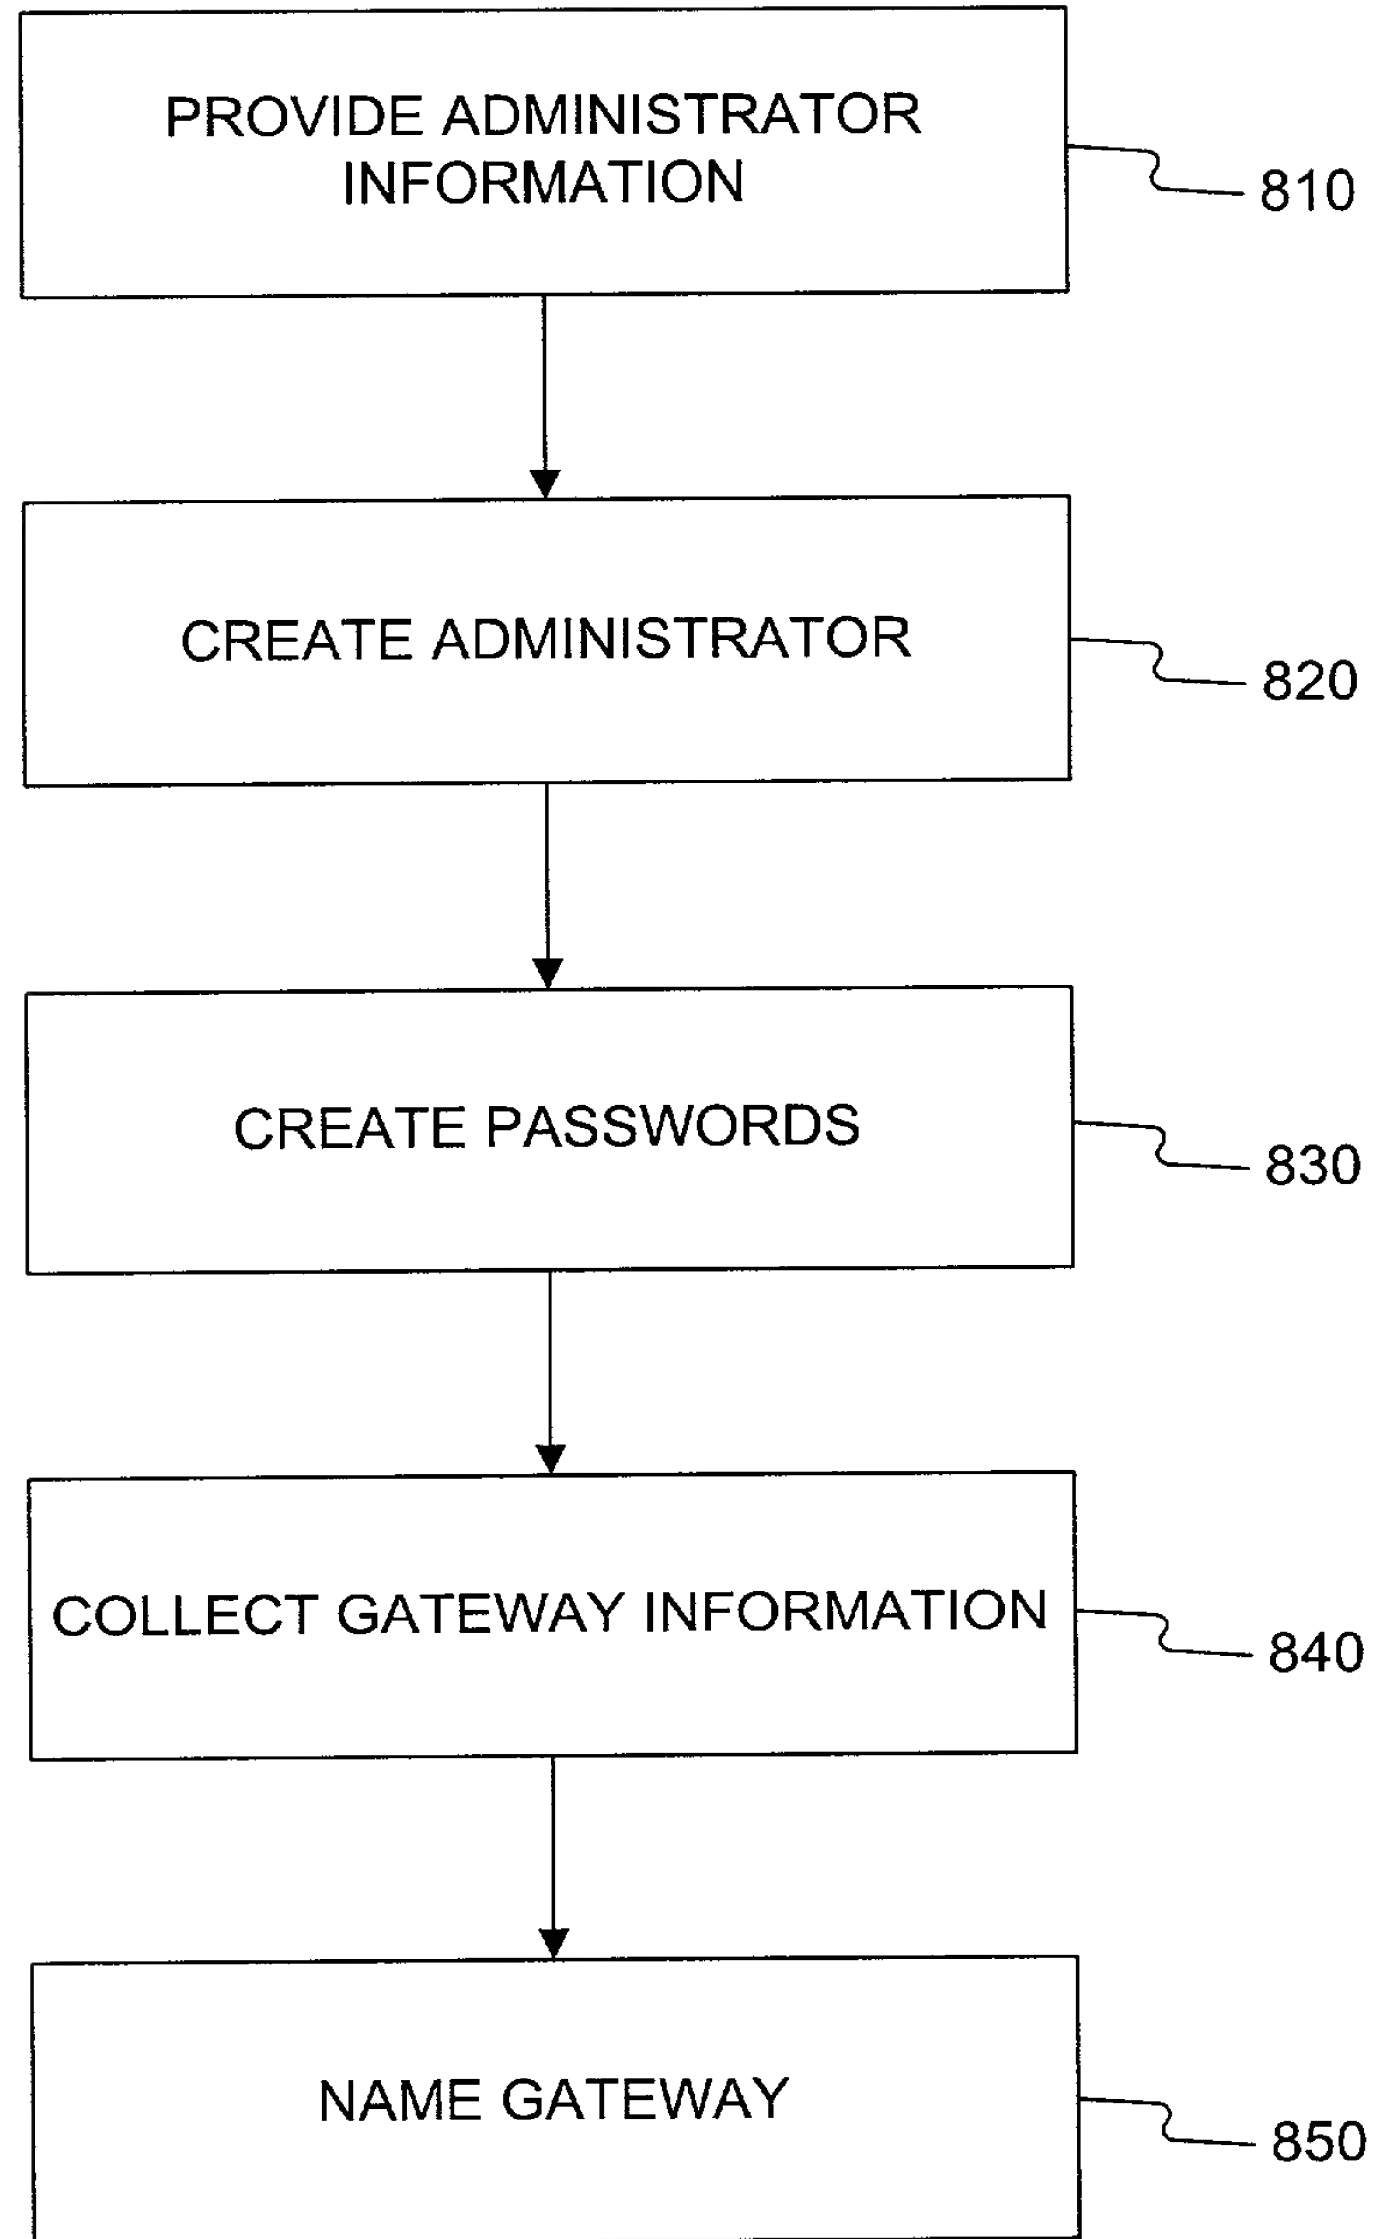 PROVIDE ADMINISTRATOR
INFORMATION
810
CREATE ADMINISTRATOR
820
CREATE PASSWORDS
830
COLLECT GATEWAY INFORMATION
840
NAME GATEWAY
850